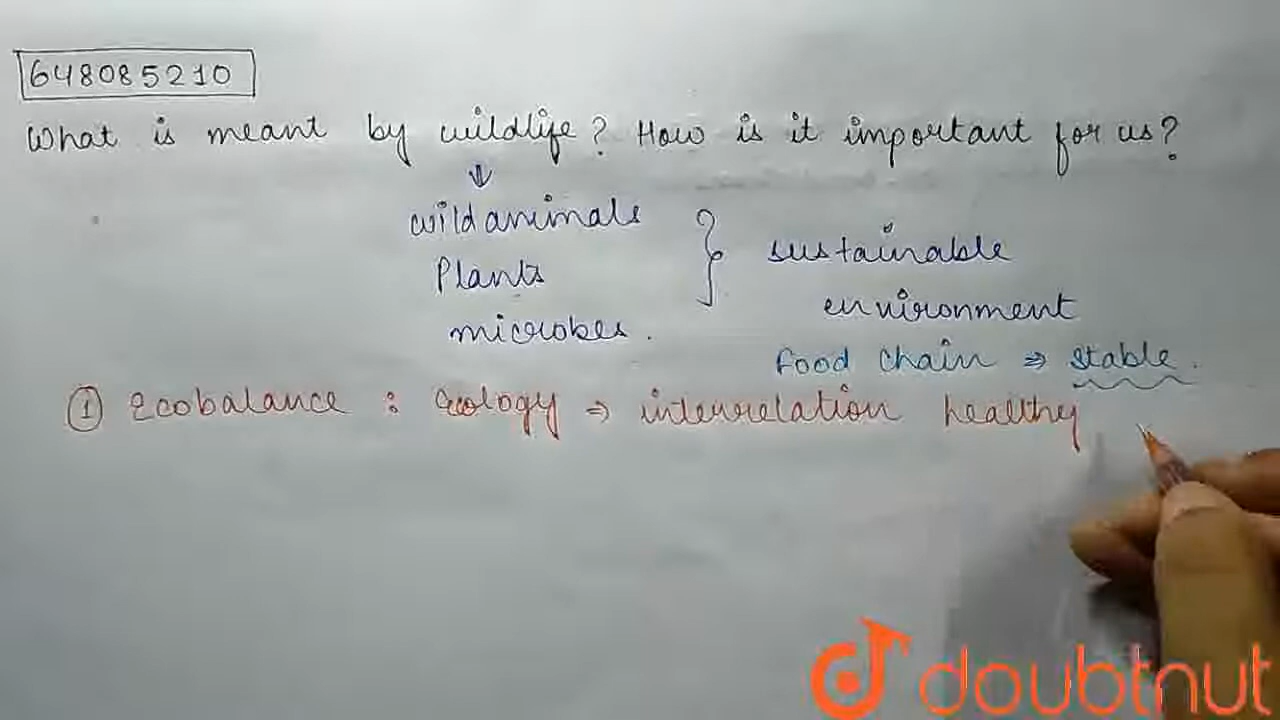 648085210
What is meant by wildlife? How is it important for us?
wild animals
Plants
microbes.
sustainable
environment
food chain ⇒ stable.
① Ecobalance : Ecology ⇒ interrelation healthy
doubtnut